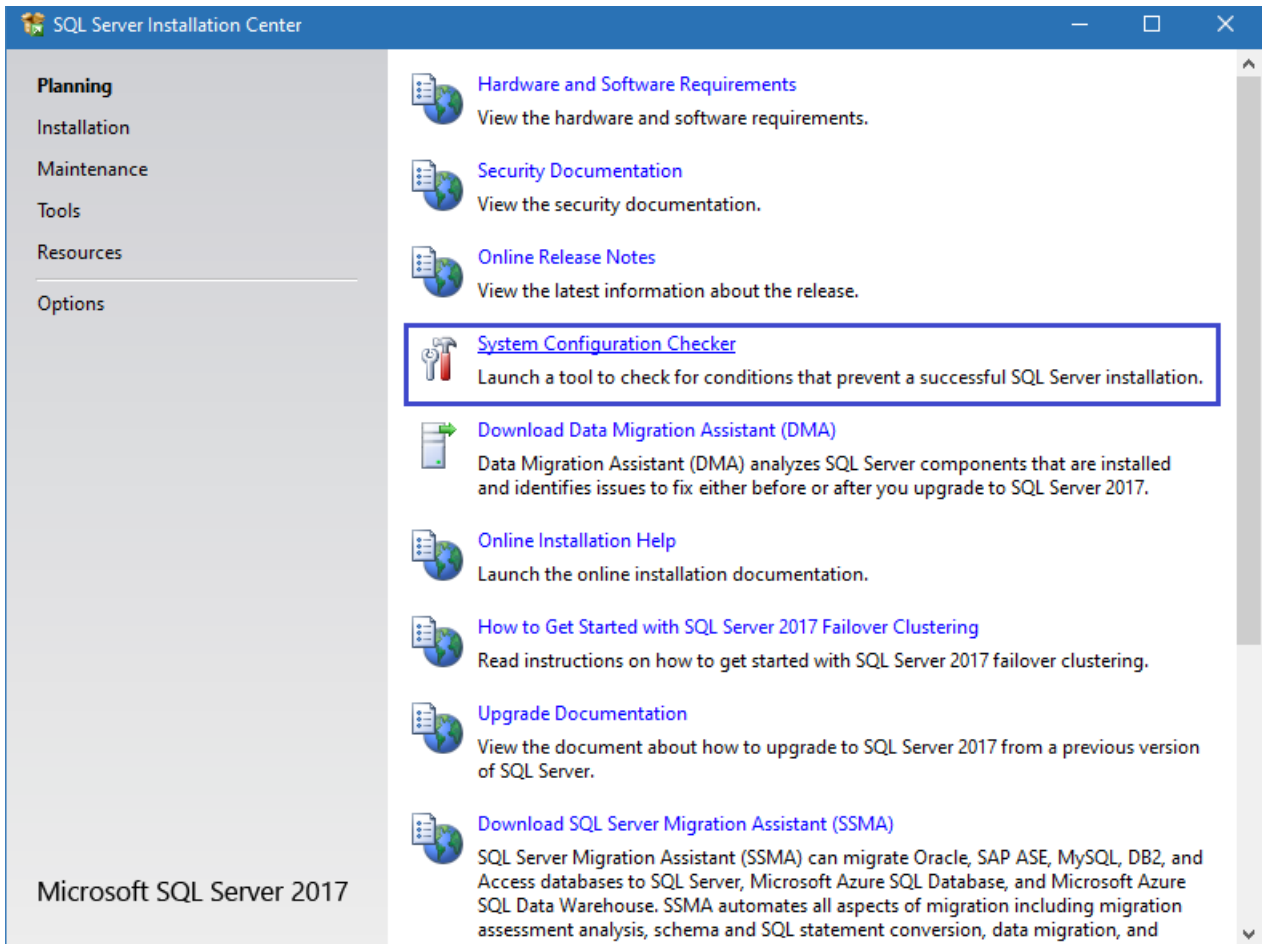 SQL Server Installation Center
Planning
Installation
Maintenance
Tools
Resources
Options
Microsoft SQL Server 2017
Hardware and Software Requirements
View the hardware and software requirements.
Security Documentation
View the security documentation.
Online Release Notes
View the latest information about the release.
System Configuration Checker
Launch a tool to check for conditions that prevent a successful SQL Server installation.
Download Data Migration Assistant (DMA)
Data Migration Assistant (DMA) analyzes SQL Server components that are installed
and identifies issues to fix either before or after you upgrade to SQL Server 2017.
Online Installation Help
Launch the online installation documentation.
How to Get Started with SQL Server 2017 Failover Clustering
Read instructions on how to get started with SQL Server 2017 failover clustering.
Upgrade Documentation
View the document about how to upgrade to SQL Server 2017 from a previous version
of SQL Server.
Download SQL Server Migration Assistant (SSMA)
SQL Server Migration Assistant (SSMA) can migrate Oracle, SAP ASE, MySQL, DB2, and
Access databases to SQL Server, Microsoft Azure SQL Database, and Microsoft Azure
SQL Data Warehouse. SSMA automates all aspects of migration including migration
assessment analysis, schema and SQL statement conversion, data migration, and